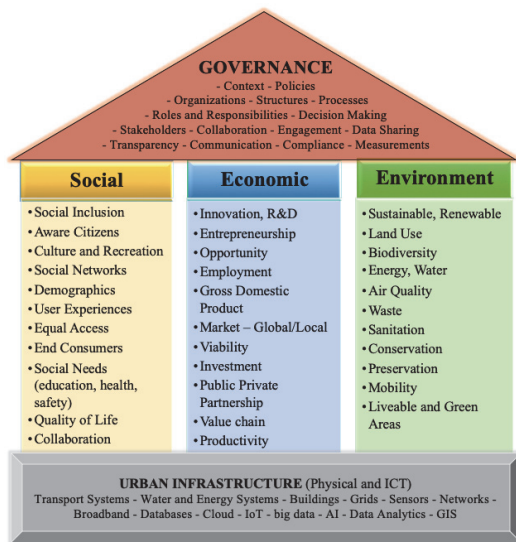 GOVERNANCE
- Context - Policies
- Organizations - Structures - Processes
- Roles and Responsibilities - Decision Making
- Stakeholders - Collaboration - Engagement - Data Sharing
- Transparency - Communication - Compliance - Measurements
Social
• Social Inclusion
• Aware Citizens
• Culture and Recreation
• Social Networks
• Demographics
• User Experiences
• Equal Access
• End Consumers
• Social Needs
(education, health,
safety)
• Quality of Life
• Collaboration
Economic
• Innovation, R&D
• Entrepreneurship
• Opportunity
• Employment
• Gross Domestic
Product
• Market – Global/Local
• Viability
• Investment
• Public Private
Partnership
• Value chain
• Productivity
Environment
• Sustainable, Renewable
• Land Use
• Biodiversity
• Energy, Water
• Air Quality
• Waste
• Sanitation
• Conservation
• Preservation
• Mobility
• Liveable and Green
Areas
URBAN INFRASTRUCTURE (Physical and ICT)
Transport Systems - Water and Energy Systems - Buildings - Grids - Sensors - Networks -
Broadband - Databases - Cloud - IoT - big data - AI - Data Analytics - GIS